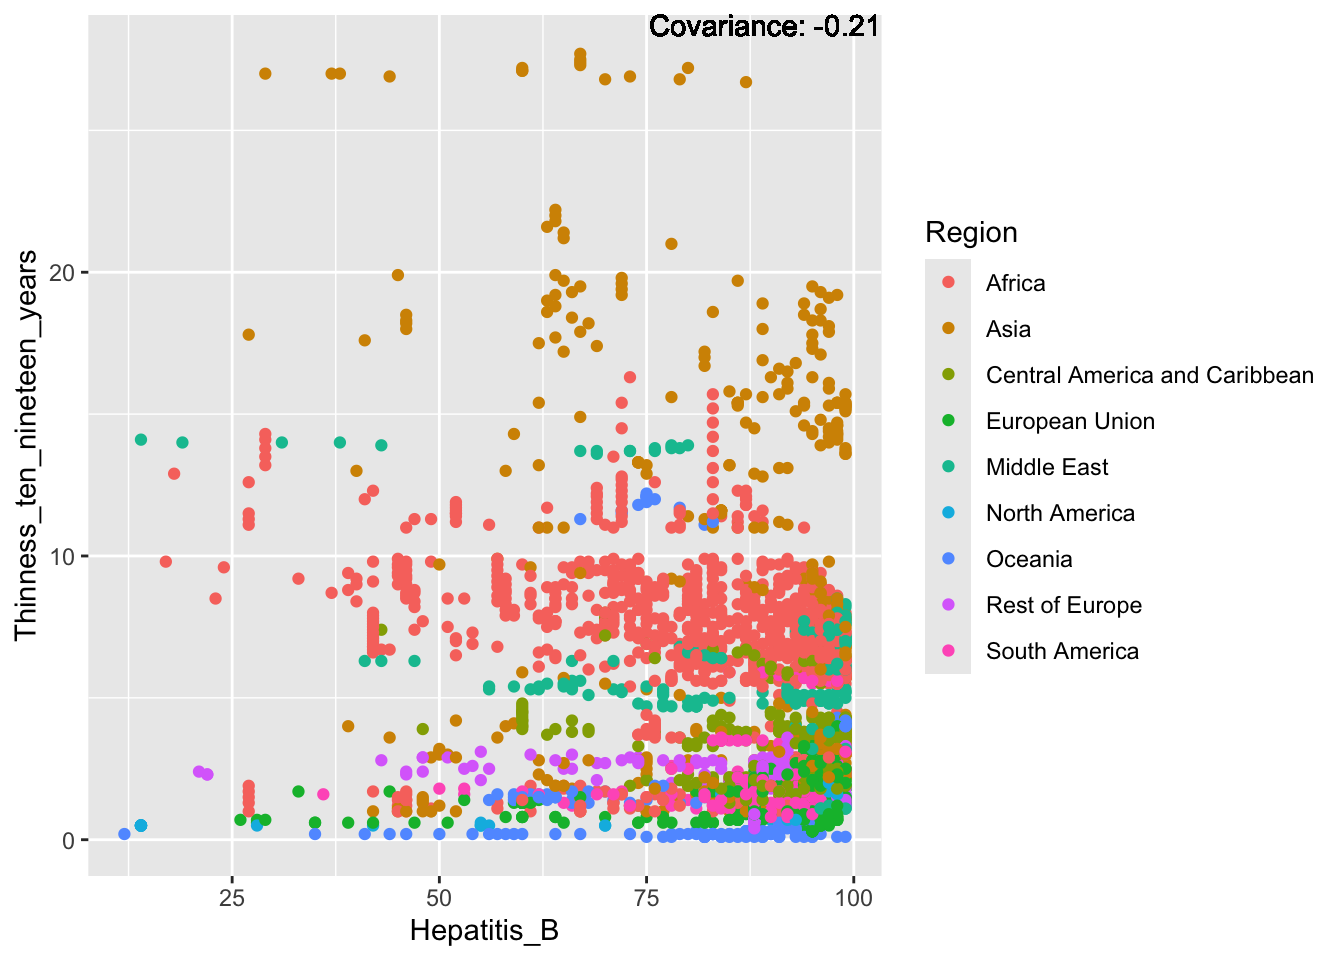 Covariance: -0.21
20
10
0
Thinness_ten_nineteen_years
25
50
75
100
Hepatitis_B
Region
Africa
Asia
Central America and Caribbean
European Union
Middle East
North America
Oceania
Rest of Europe
South America